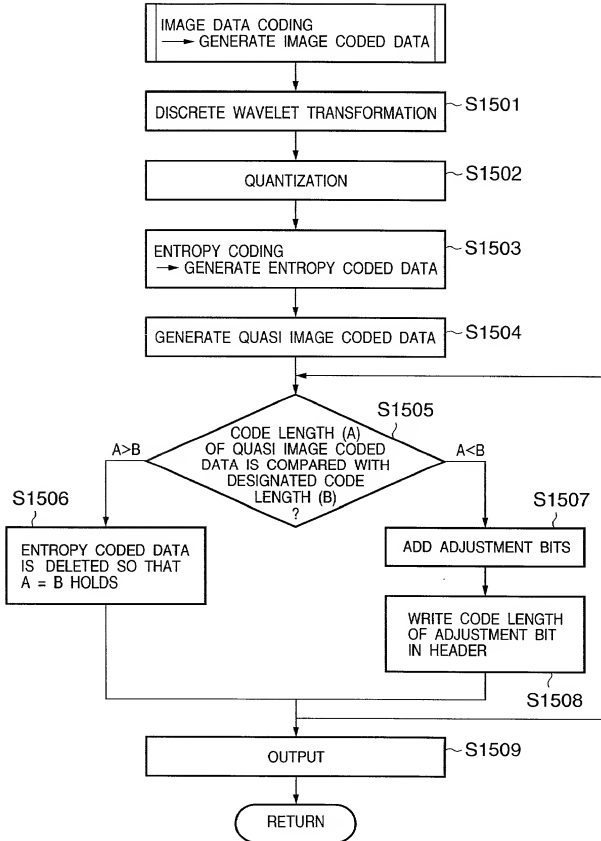 IMAGE DATA CODING
→ GENERATE IMAGE CODED DATA
DISCRETE WAVELET TRANSFORMATION
S1501
QUANTIZATION
S1502
ENTROPY CODING
→ GENERATE ENTROPY CODED DATA
S1503
GENERATE QUASI IMAGE CODED DATA
S1504
S1505
CODE LENGTH (A)
OF QUASI IMAGE CODED
DATA IS COMPARED WITH
DESIGNATED CODE
LENGTH (B)
?
A>B
A<B
S1506
ENTROPY CODED DATA
IS DELETED SO THAT
A = B HOLDS
S1507
ADD ADJUSTMENT BITS
WRITE CODE LENGTH
OF ADJUSTMENT BIT
IN HEADER
S1508
OUTPUT
S1509
RETURN